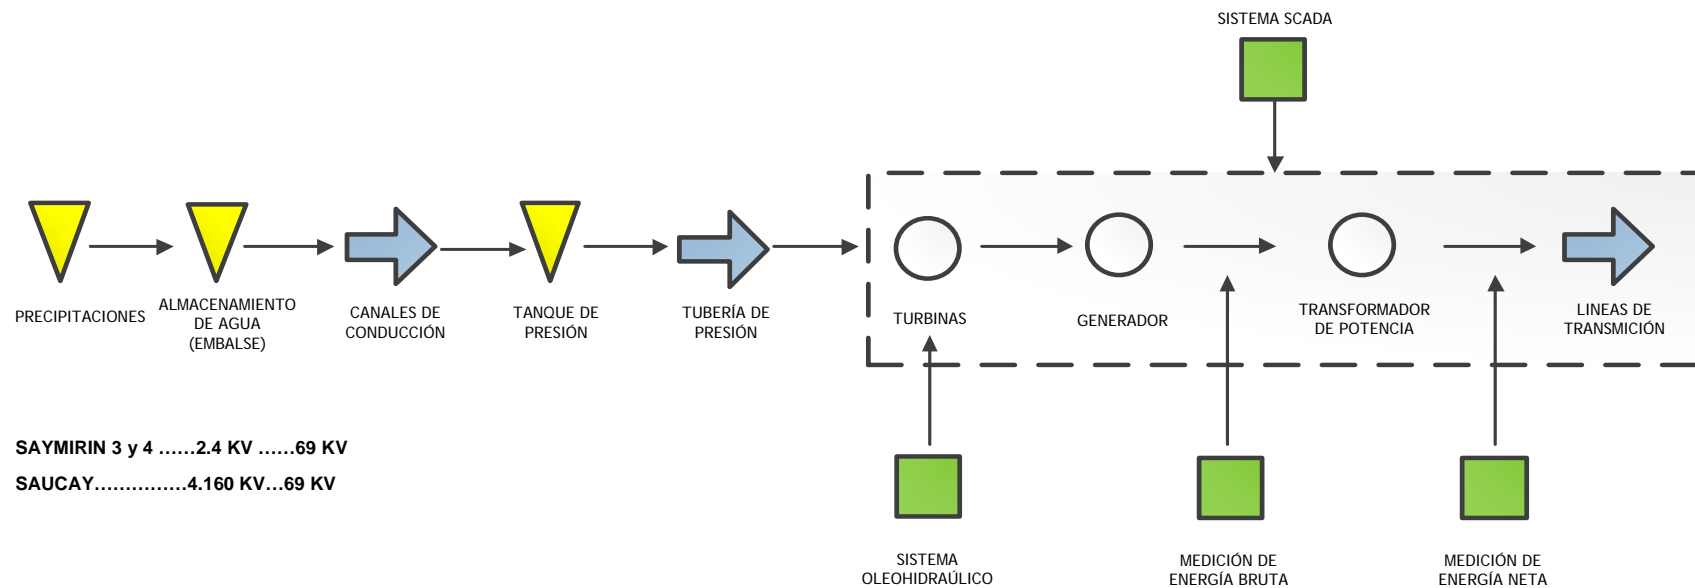 SISTEMA SCADA
PRECIPITACIONES
ALMACENAMIENTO
DE AGUA
(EMBALSE)
CANALES DE
CONDUCCIÓN
TANQUE DE
PRESIÓN
TUBERÍA DE
PRESIÓN
TURBINAS
GENERADOR
TRANSFORMADOR
DE POTENCIA
LINEAS DE
TRANSMICIÓN
SAYMIRIN 3 y 4 ……2.4 KV ……69 KV
SAUCAY……………4.160 KV…69 KV
SISTEMA
OLEOHIDRAÚLICO
MEDICIÓN DE
ENERGÍA BRUTA
MEDICIÓN DE
ENERGÍA NETA